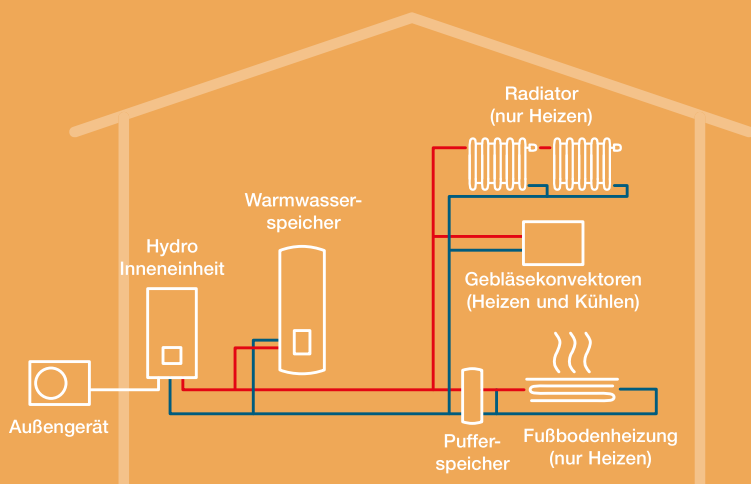 Radiator
(nur Heizen)
Warmwasser-
speicher
Hydro
Inneneinheit
Gebläsekonvektoren
(Heizen und Kühlen)
Außengerät
Puffer-
speicher
Fußbodenheizung
(nur Heizen)